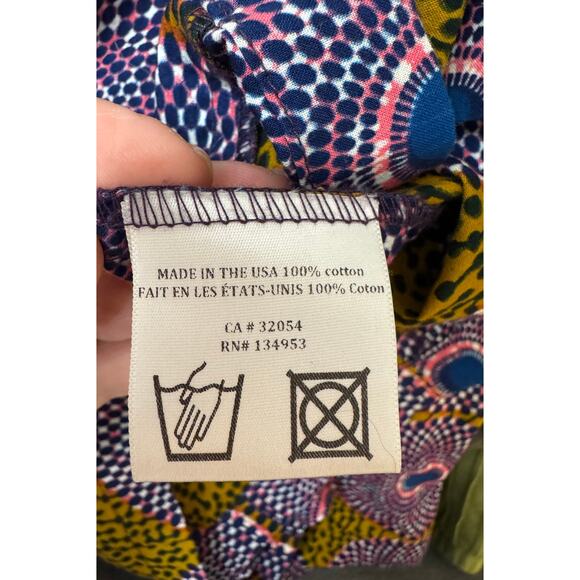 MADE IN THE USA 100% cotton
FAIT EN LES ÉTATS-UNIS 100% Coton
CA # 32054
RN# 134953